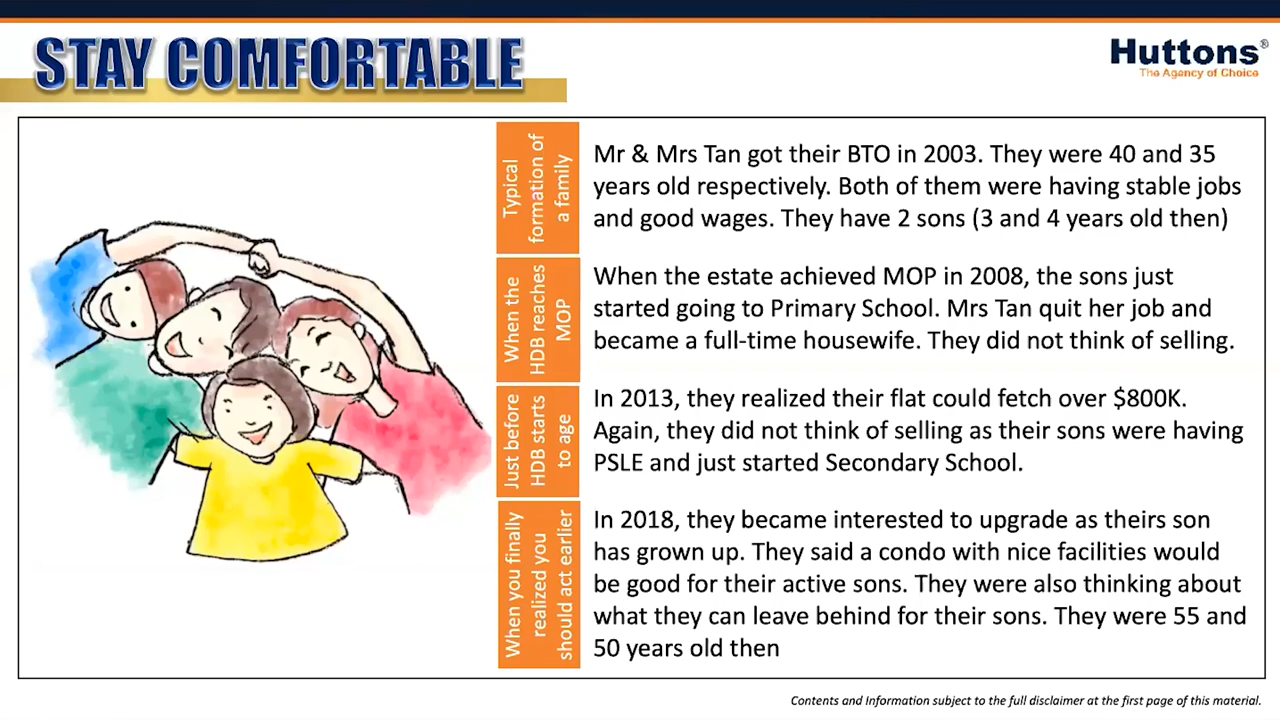 STAY COMFORTABLE
Huttons®
The Agency of Choice
Typical
formation of
a family
Mr & Mrs Tan got their BTO in 2003. They were 40 and 35
years old respectively. Both of them were having stable jobs
and good wages. They have 2 sons (3 and 4 years old then)
When the
HDB reaches
MOP
When the estate achieved MOP in 2008, the sons just
started going to Primary School. Mrs Tan quit her job and
became a full-time housewife. They did not think of selling.
Just before
HDB starts
to age
In 2013, they realized their flat could fetch over $800K.
Again, they did not think of selling as their sons were having
PSLE and just started Secondary School.
When you finally
realized you
should act earlier
In 2018, they became interested to upgrade as theirs son
has grown up. They said a condo with nice facilities would
be good for their active sons. They were also thinking about
what they can leave behind for their sons. They were 55 and
50 years old then
Contents and Information subject to the full disclaimer at the first page of this material.